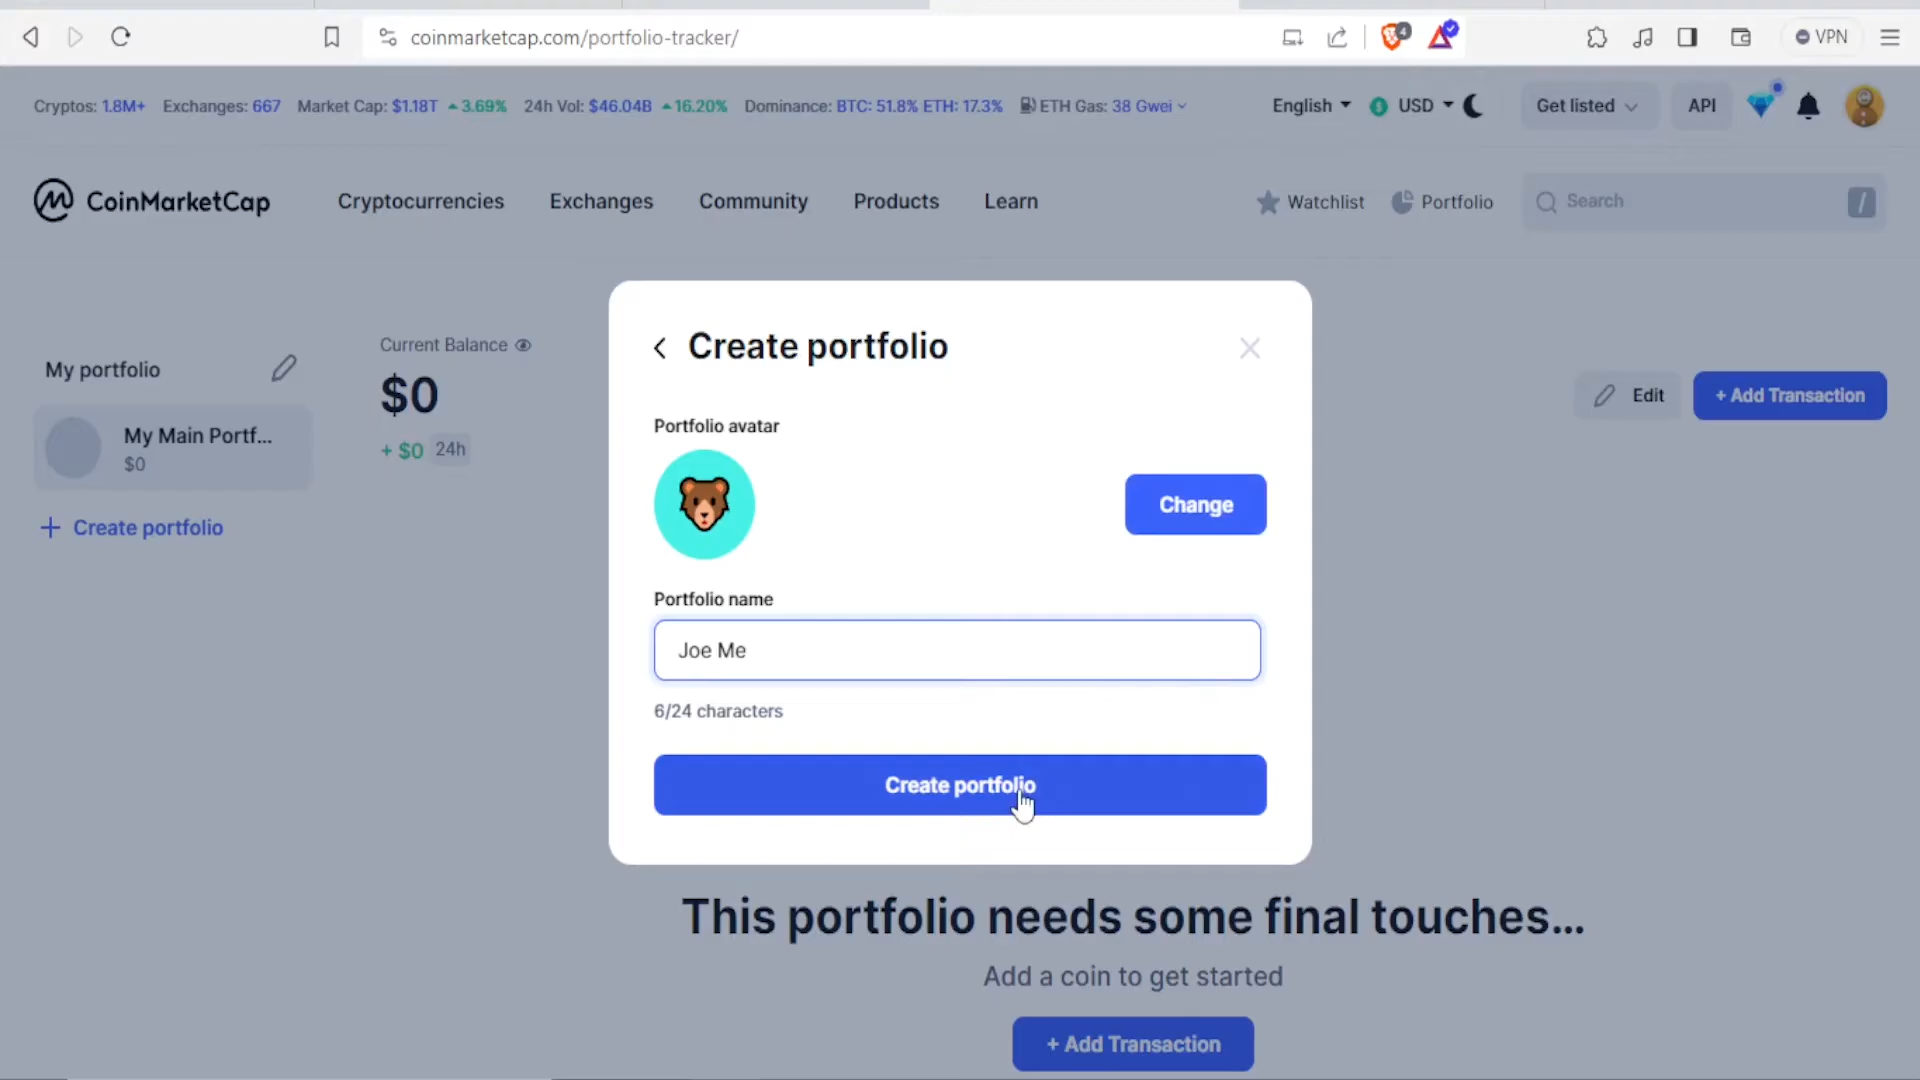 coinmarketcap.com/portfolio-tracker/
4
VPN
Cryptos: 1.8M+ Exchanges: 667 Market Cap: $1.18T 3.69% 24h Vol: $46.04B 16.20% Dominance: BTC: 51.8% ETH: 17.3% ETH Gas: 38 Gwei
English USD Get listed API
CoinMarketCap Cryptocurrencies Exchanges Community Products Learn Watchlist Portfolio Search /
My portfolio
My Main Portf...
$0
+ Create portfolio
Current Balance
$0
+ $0 24h
Edit + Add Transaction
Create portfolio
Portfolio avatar
Change
Portfolio name
Joe Me
6/24 characters
Create portfolio
This portfolio needs some final touches...
Add a coin to get started
+ Add Transaction